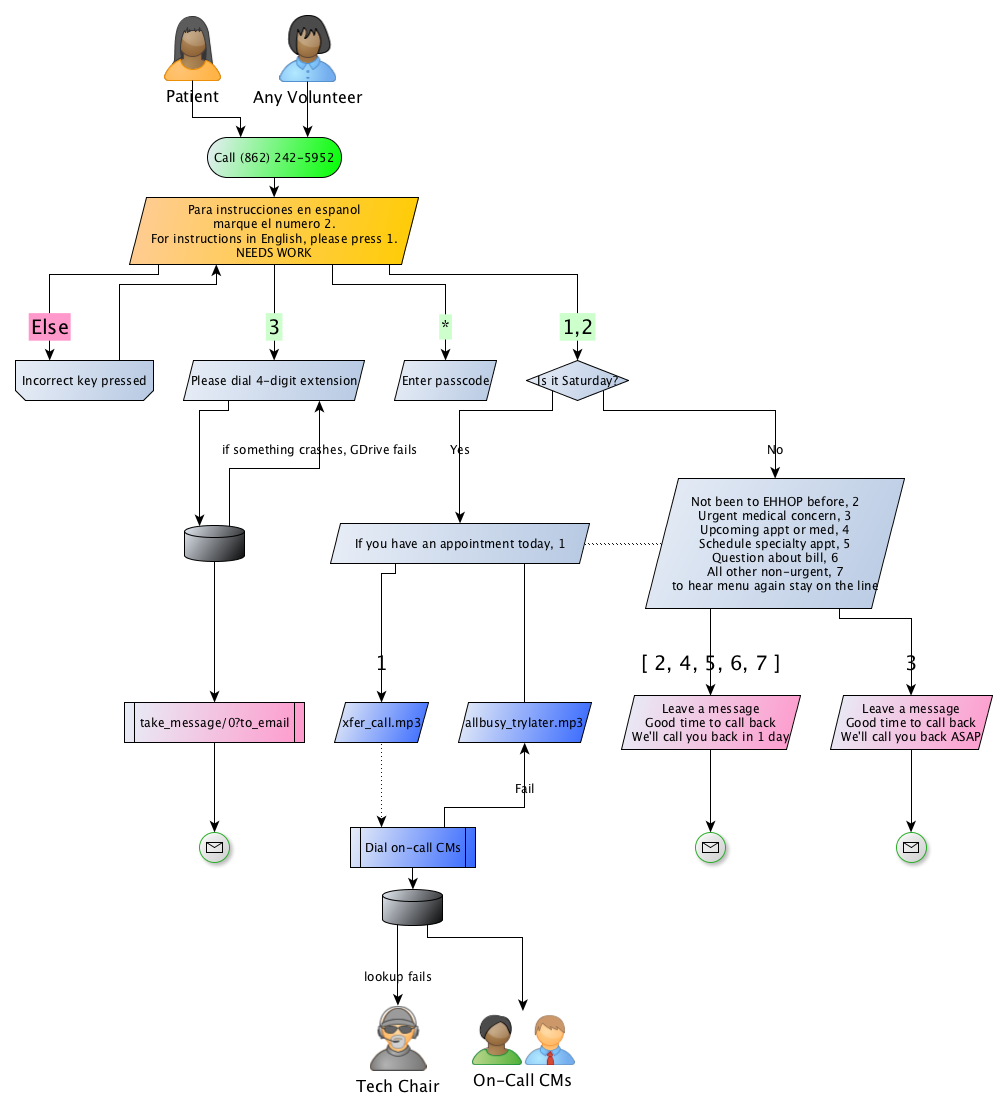 Patient
Any Volunteer
Call (862) 242-5952
Para instrucciones en espanol
marque el numero 2.
For instructions in English, please press 1.
NEEDS WORK
Else
3
*
1,2
Incorrect key pressed
Please dial 4-digit extension
Enter passcode
Is it Saturday?
if something crashes, GDrive fails
Yes
No
Not been to EHHOP before, 2
Urgent medical concern, 3
Upcoming appt or med, 4
Schedule specialty appt, 5
Question about bill, 6
All other non-urgent, 7
to hear menu again stay on the line
If you have an appointment today, 1
1
[ 2, 4, 5, 6, 7 ]
3
take_message/0?to_email
xfer_call.mp3
allbusy_trylater.mp3
Leave a message
Good time to call back
We'll call you back in 1 day
Leave a message
Good time to call back
We'll call you back ASAP
Fail
Dial on-call CMs
lookup fails
Tech Chair
On-Call CMs